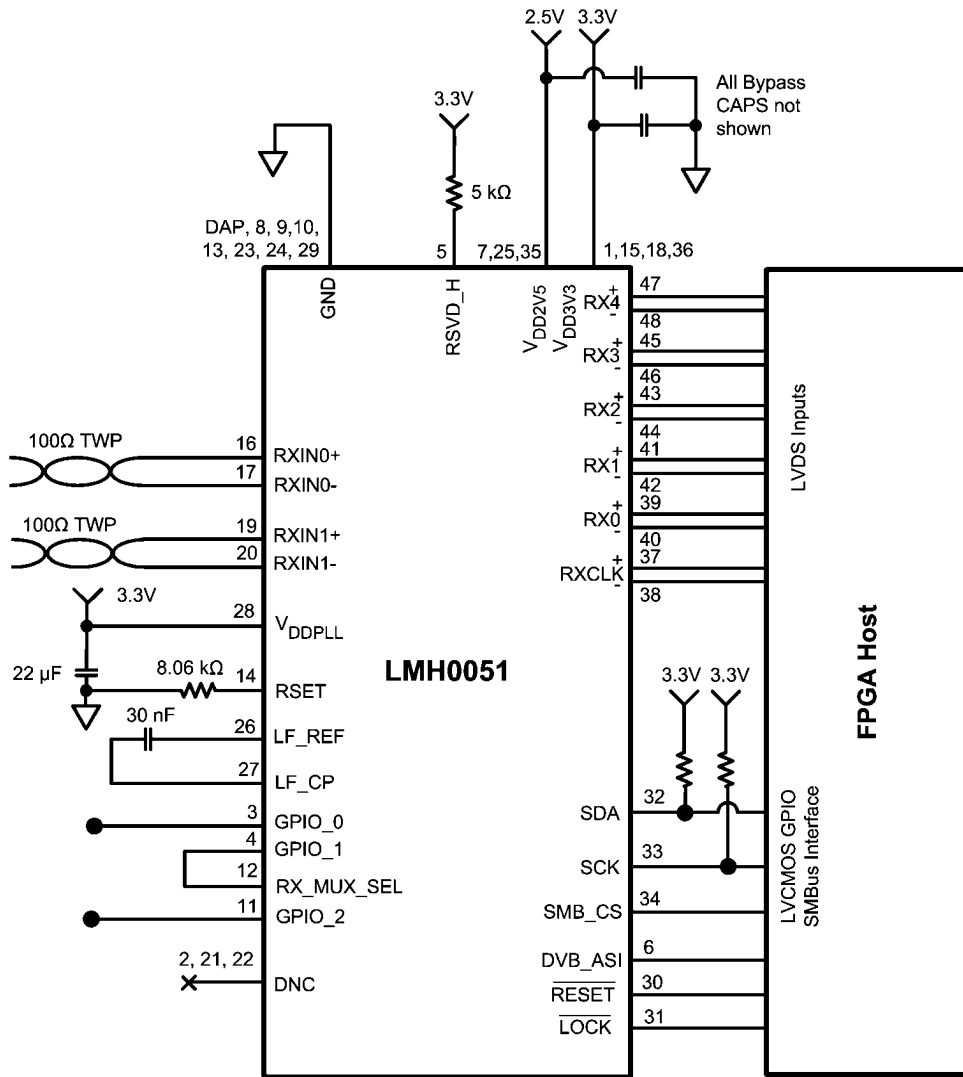 2.5V 3.3V
All Bypass
CAPS not
shown
3.3V
5 kΩ
DAP, 8, 9,10,
13, 23, 24, 29
5
7,25,35
1,15,18,36
GND
RSVD_H
VDD2V5
VDD3V3
RX4 + -
47
48
RX3 + -
45
46
RX2 + -
43
44
RX1 + -
41
42
RX0 + -
39
40
RXCLK + -
37
38
LVDS Inputs
100Ω TWP
16 RXIN0+
17 RXIN0-
100Ω TWP
19 RXIN1+
20 RXIN1-
3.3V
28 VDDPLL
22 µF
8.06 kΩ
14 RSET
30 nF
26 LF_REF
27 LF_CP
3 GPIO_0
4 GPIO_1
12 RX_MUX_SEL
11 GPIO_2
2, 21, 22 DNC
LMH0051
FPGA Host
3.3V 3.3V
SDA 32
SCK 33
SMB_CS 34
DVB_ASI 6
RESET 30
LOCK 31
LVCMOS GPIO
SMBus Interface